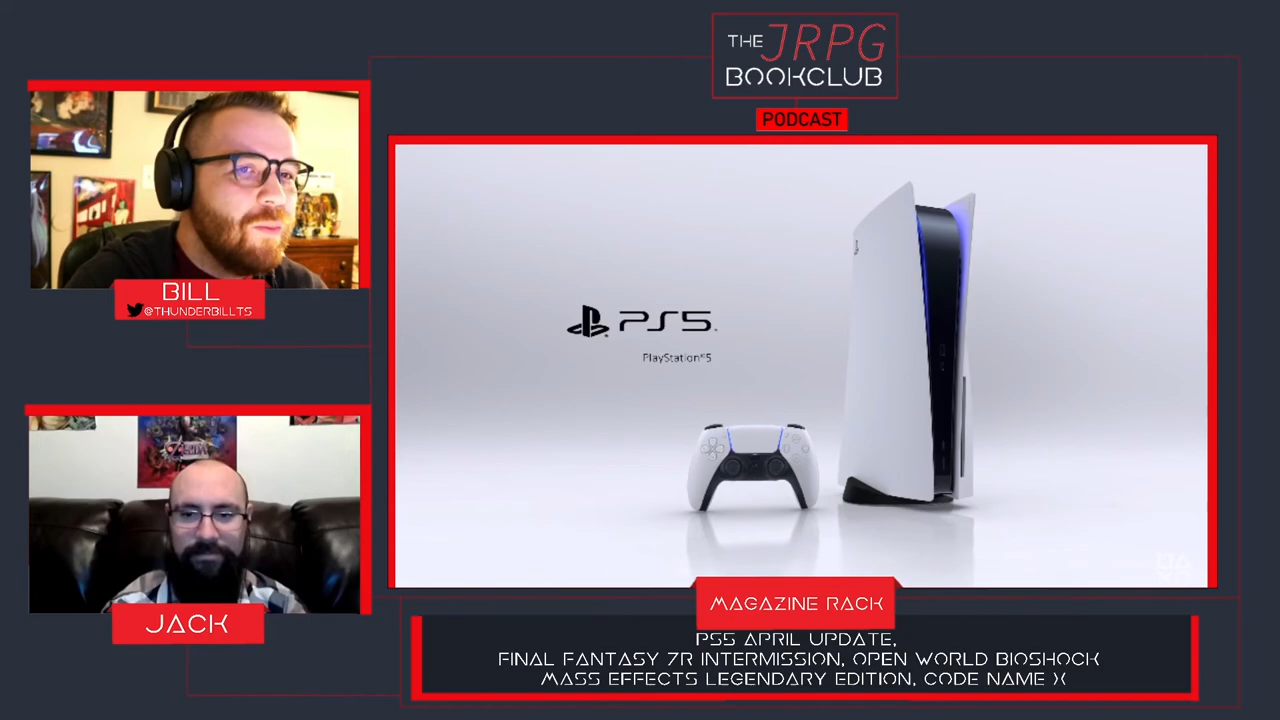 THE JRPG
BOOKCLUB
PODCAST
BILL
@THUNDERBILLTS
PS5
PlayStation®5
JACK
MAGAZINE RACK
PS5 APRIL UPDATE,
FINAL FANTASY 7R INTERMISSION, OPEN WORLD BIOSHOCK
MASS EFFECTS LEGENDARY EDITION, CODE NAME X